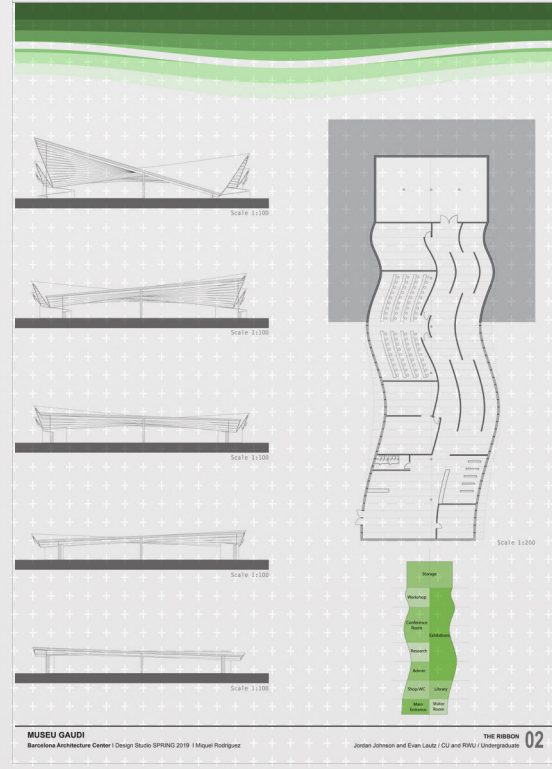 Scale 1:100
Scale 1:100
Scale 1:100
Scale 1:100
Scale 1:100
Scale 1:200
Storage
Workshop
Conference
Room
Exhibitions
Research
Admin
Shop/WC
Library
Main
Entrance
Maker
Room
MUSEU GAUDI
Barcelona Architecture Center I Design Studio SPRING 2019 I Miquel Rodriguez
THE RIBBON
Jordan Johnson and Evan Lautz / CU and RWU / Undergraduate
02